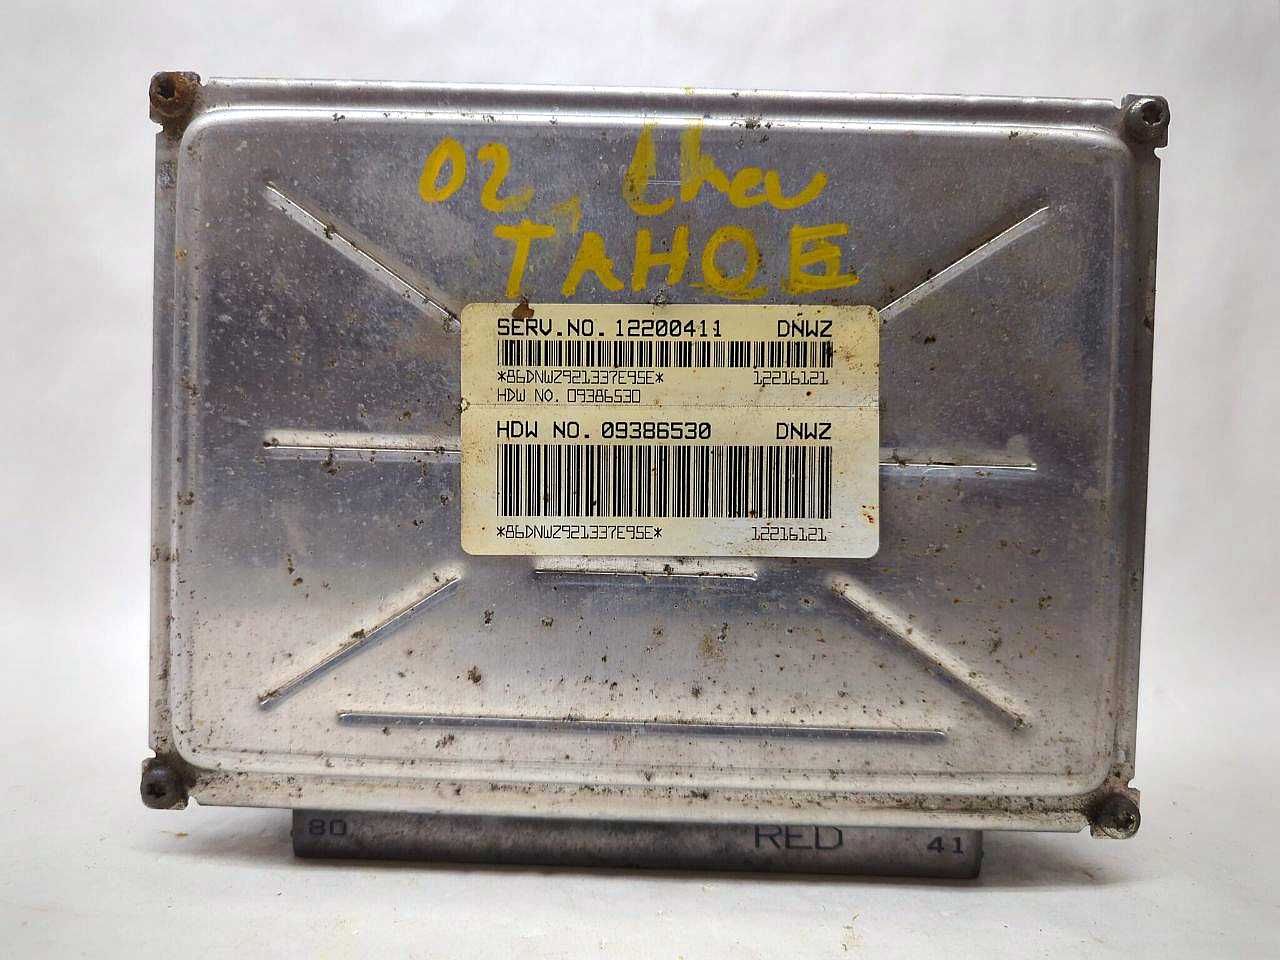 02 Chev
TAHOE
SERV.NO. 12200411 DNWZ
*86DNWZ921337E95E* 12216121
HDW NO. 09386530
HDW NO. 09386530 DNWZ
*86DNWZ921337E95E* 12216121
80 RED 41